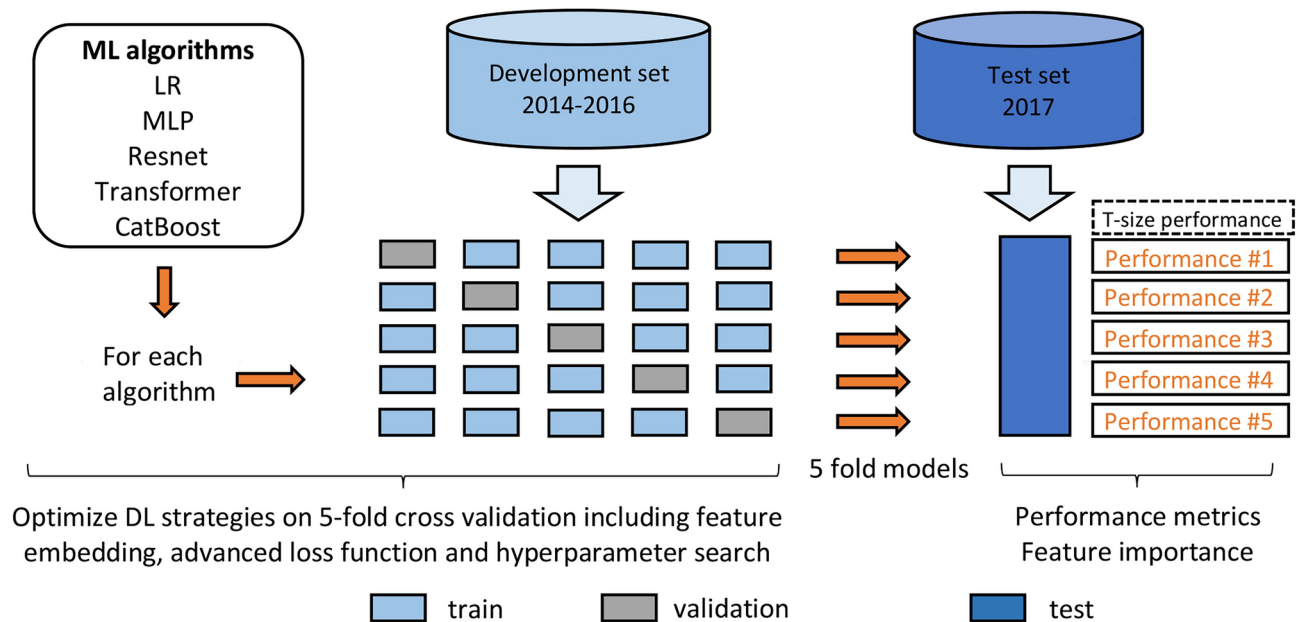 ML algorithms
LR
MLP
Resnet
Transformer
CatBoost
Development set
2014-2016
Test set
2017
For each
algorithm
T-size performance
Performance #1
Performance #2
Performance #3
Performance #4
Performance #5
5 fold models
Optimize DL strategies on 5-fold cross validation including feature
embedding, advanced loss function and hyperparameter search
Performance metrics
Feature importance
train
validation
test